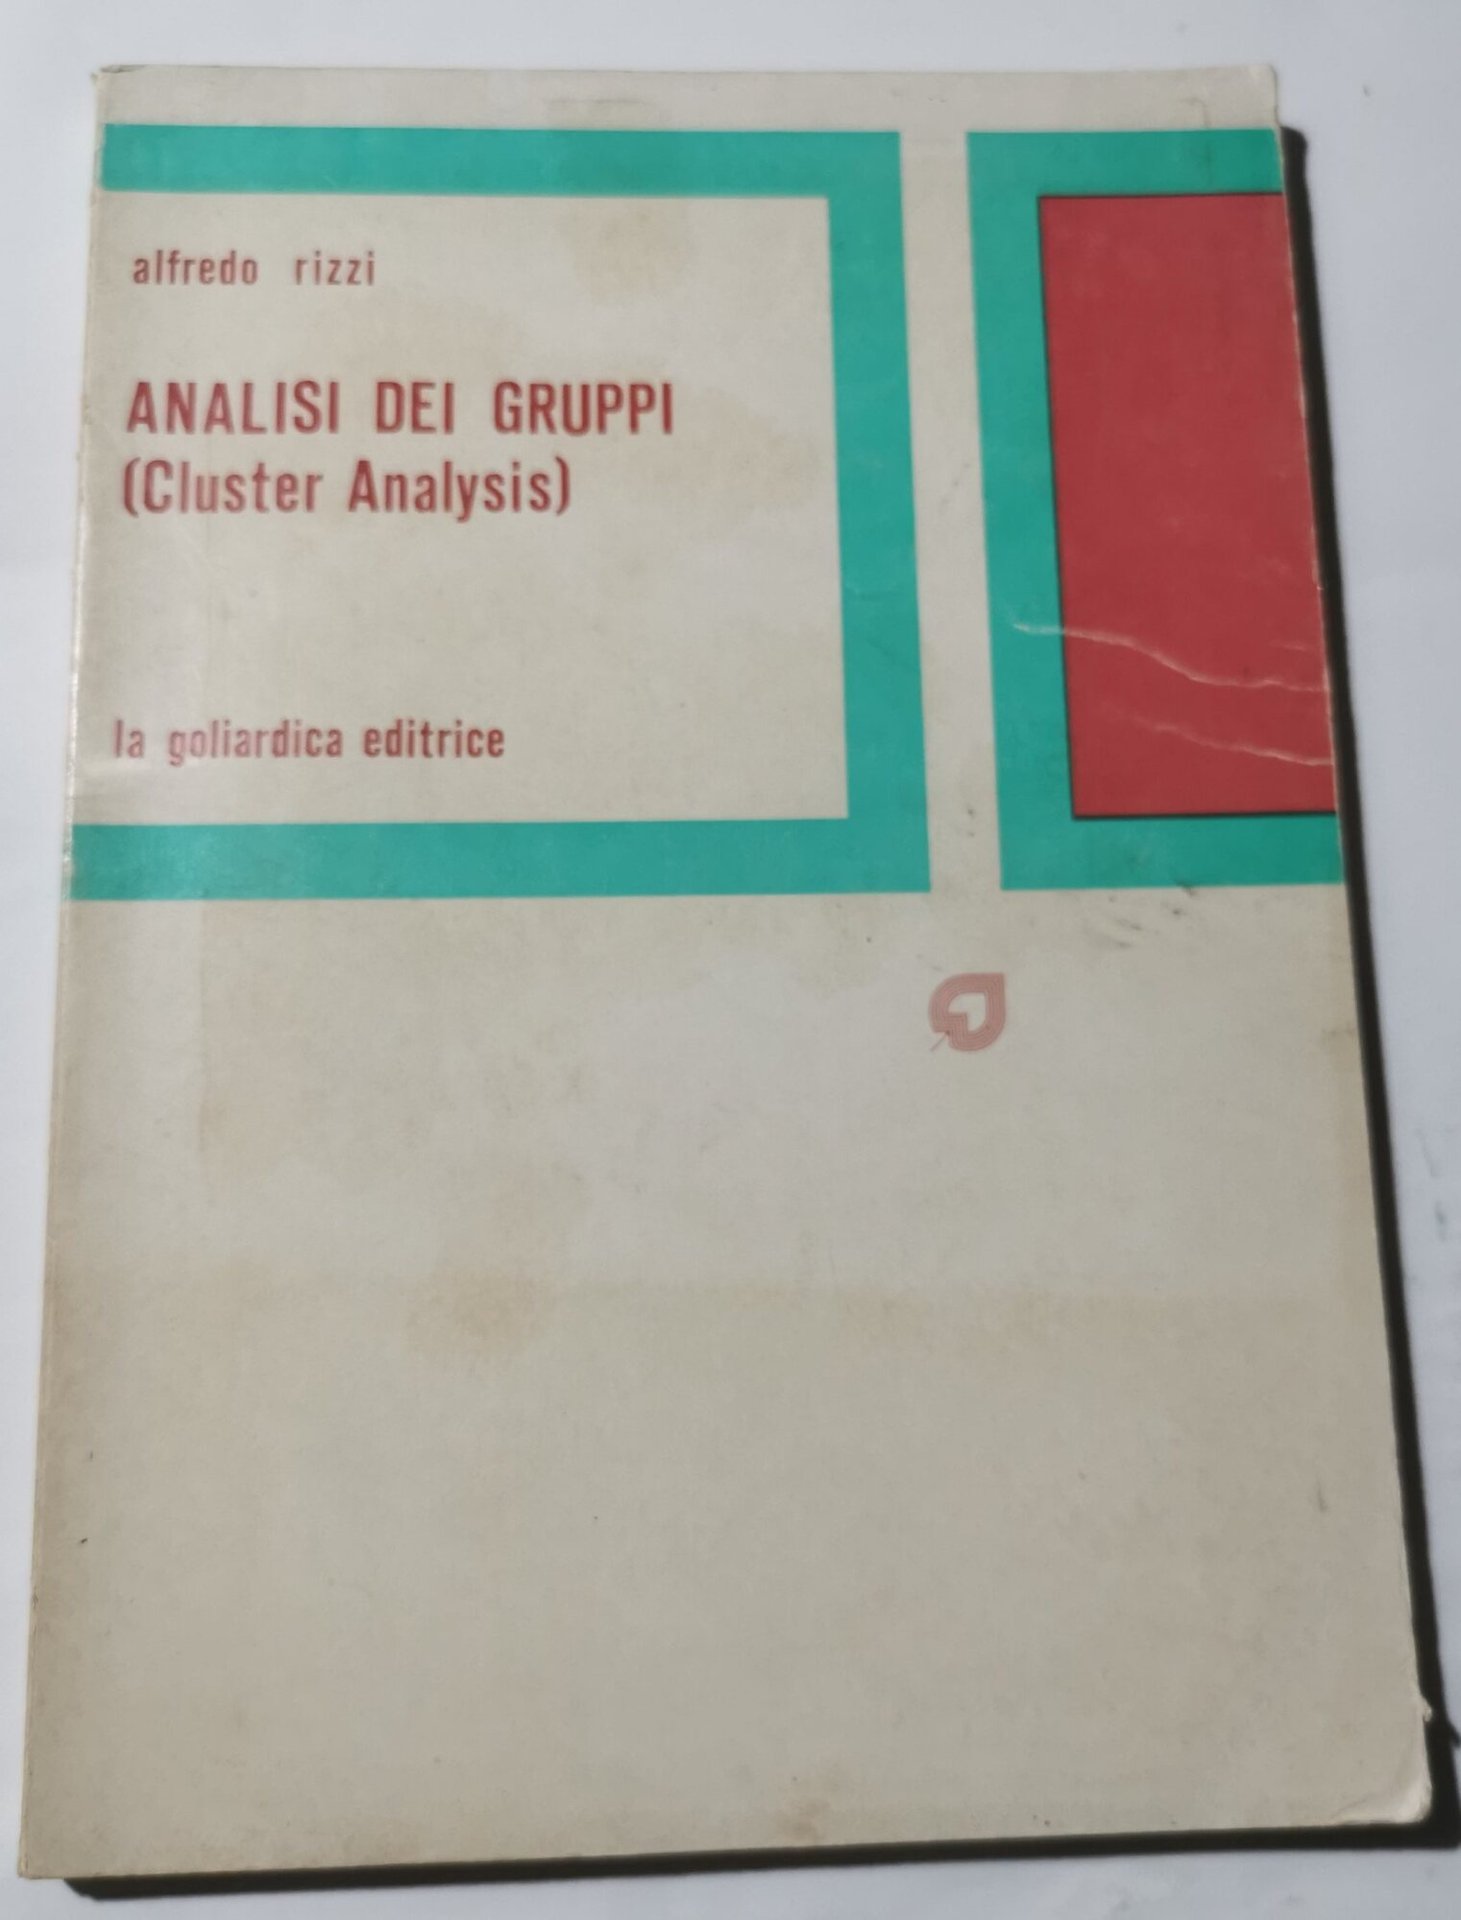 alfredo rizzi
ANALISI DEI GRUPPI
(Cluster Analysis)
la goliardica editrice